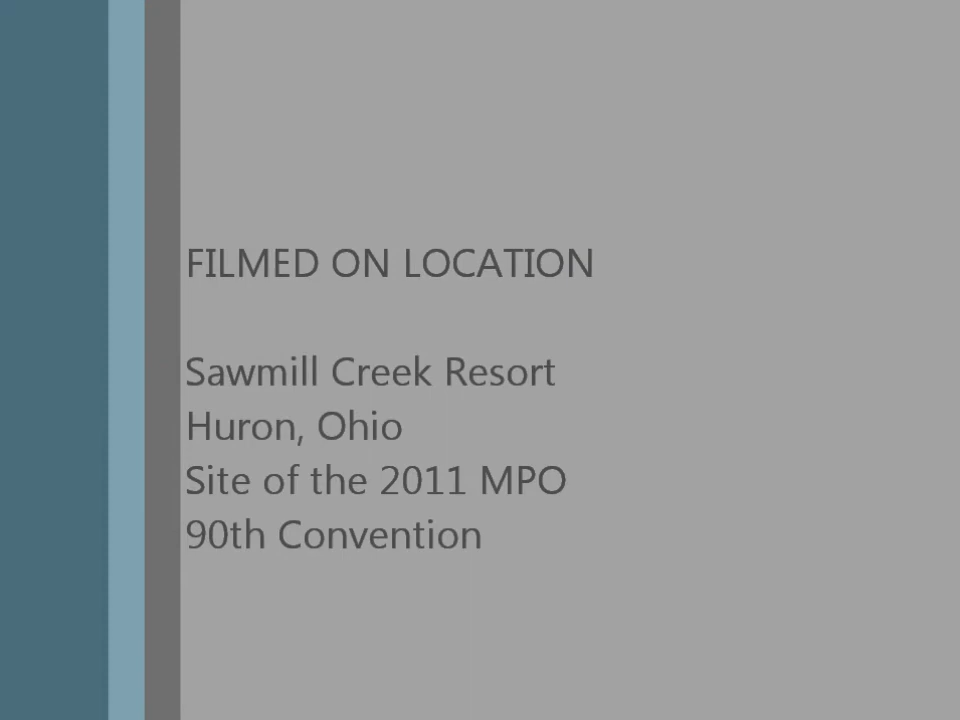 FILMED ON LOCATION
Sawmill Creek Resort
Huron, Ohio
Site of the 2011 MPO
90th Convention